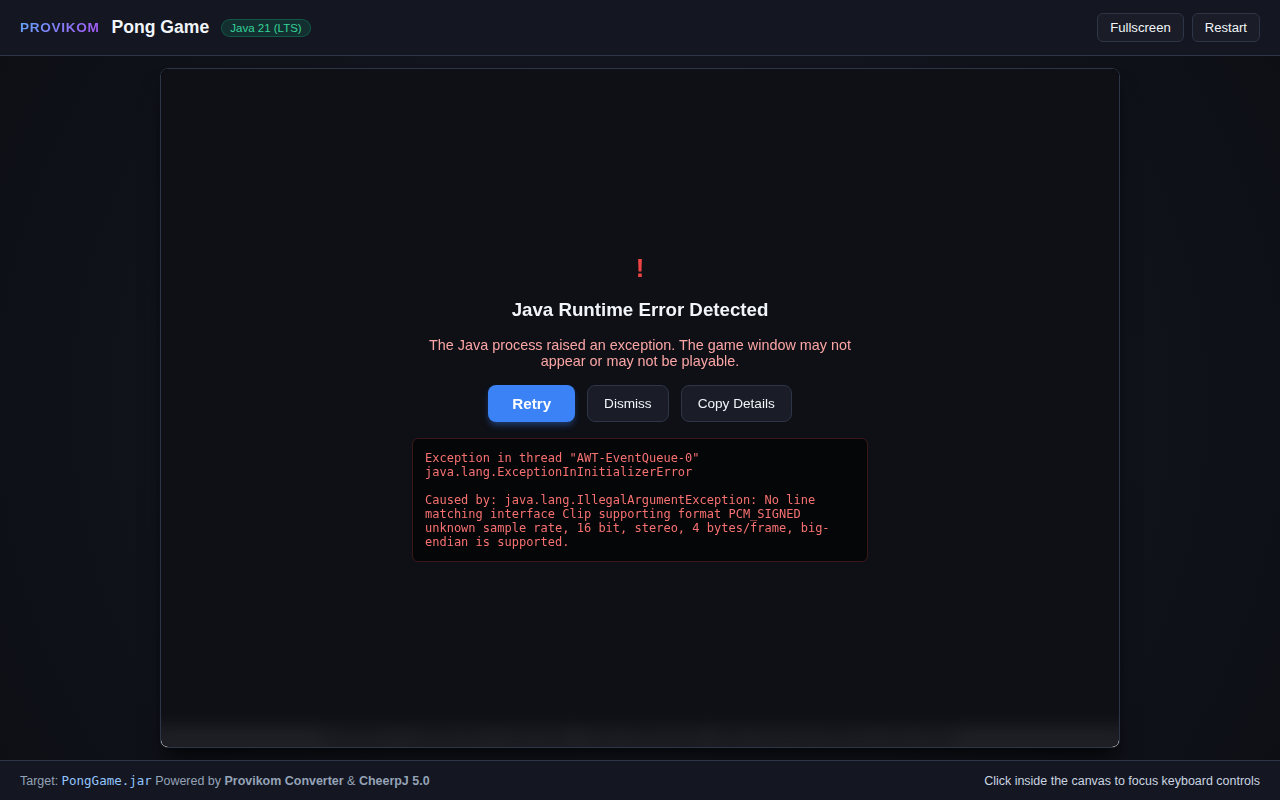 PROVIKOM Pong Game Java 21 (LTS) Fullscreen Restart
!
Java Runtime Error Detected
The Java process raised an exception. The game window may not
appear or may not be playable.
Retry Dismiss Copy Details
Exception in thread "AWT-EventQueue-0"
java.lang.ExceptionInInitializerError
Caused by: java.lang.IllegalArgumentException: No line
matching interface Clip supporting format PCM_SIGNED
unknown sample rate, 16 bit, stereo, 4 bytes/frame, big-
endian is supported.
Target: PongGame.jar Powered by Provikom Converter & CheerpJ 5.0 Click inside the canvas to focus keyboard controls